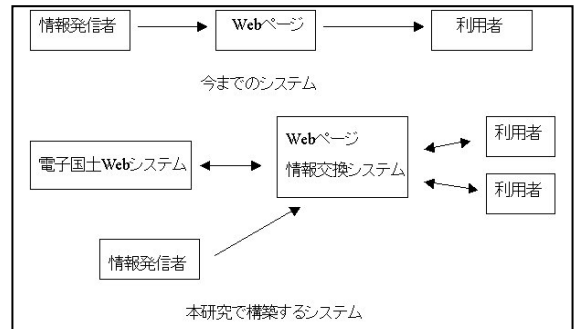 情報発信者
Webページ
利用者
今までのシステム
電子国土Webシステム
Webページ
情報交換システム
利用者
利用者
情報発信者
本研究で構築するシステム